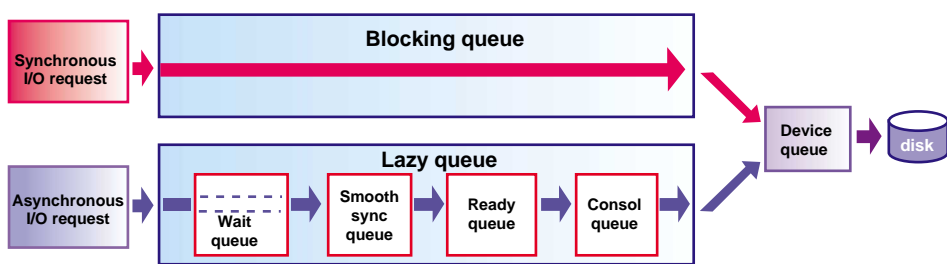 Synchronous
I/O request
Blocking queue
Device
queue
disk
Asynchronous
I/O request
Lazy queue
Wait
queue
Smooth
sync
queue
Ready
queue
Consol
queue